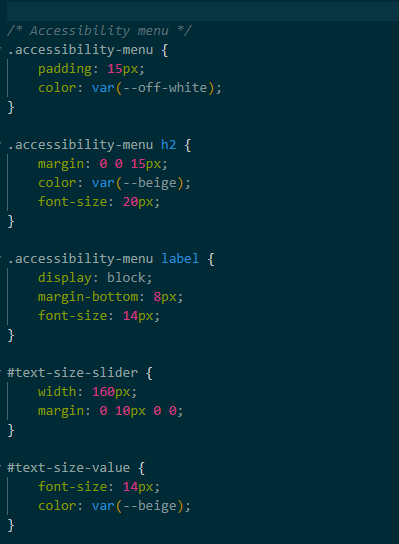 /* Accessibility menu */
.accessibility-menu {
    padding: 15px;
    color: var(--off-white);
}
.accessibility-menu h2 {
    margin: 0 0 15px;
    color: var(--beige);
    font-size: 20px;
}
.accessibility-menu label {
    display: block;
    margin-bottom: 8px;
    font-size: 14px;
}
#text-size-slider {
    width: 160px;
    margin: 0 10px 0 0;
}
#text-size-value {
    font-size: 14px;
    color: var(--beige);
}